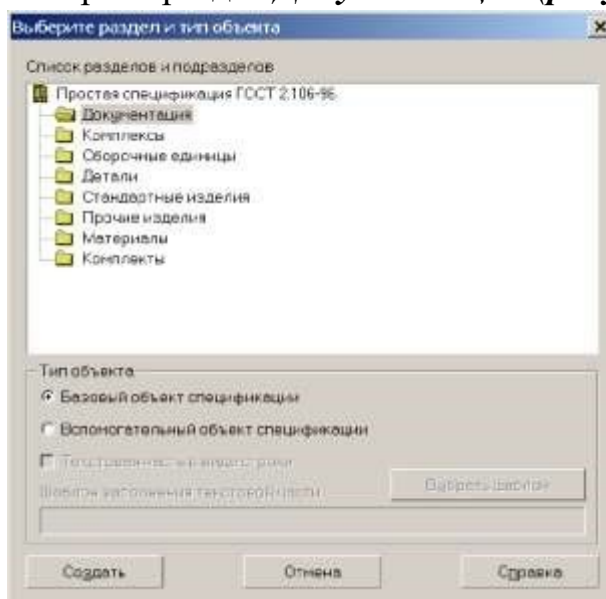 Выберите раздел и тип объекта
Список разделов и подразделов
Простая спецификация ГОСТ 2.106-96.
Документация
Комплексы
Сборочные единицы
Детали
Стандартные изделия
Прочие изделия
Материалы
Комплекты
Тип объекта
Базовый объект спецификации
Вспомогательный объект спецификации
Шаблон заполнения текстовой части
Выбрать шаблон
Создать
Отмена
Справка